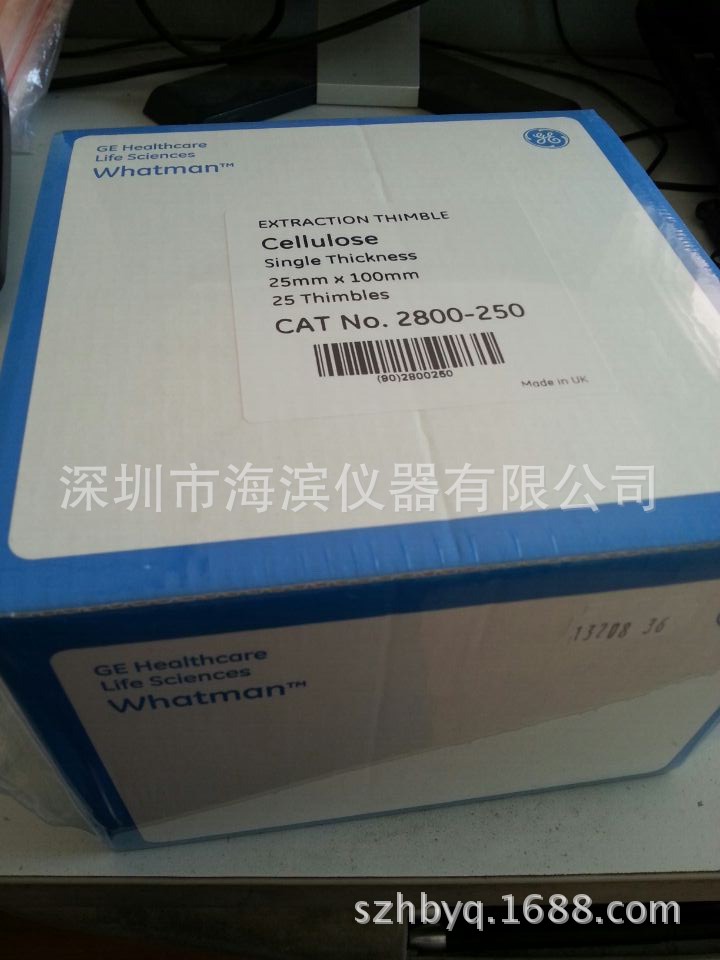 GE Healthcare
Life Sciences
Whatman™
EXTRACTION THIMBLE
Cellulose
Single Thickness
25mm x 100mm
25 Thimbles
CAT No. 2800-250
(90)2800250
Made in UK
深圳市海滨仪器有限公司
13208 36
GE Healthcare
Life Sciences
Whatman™
szhbyq.1688.com